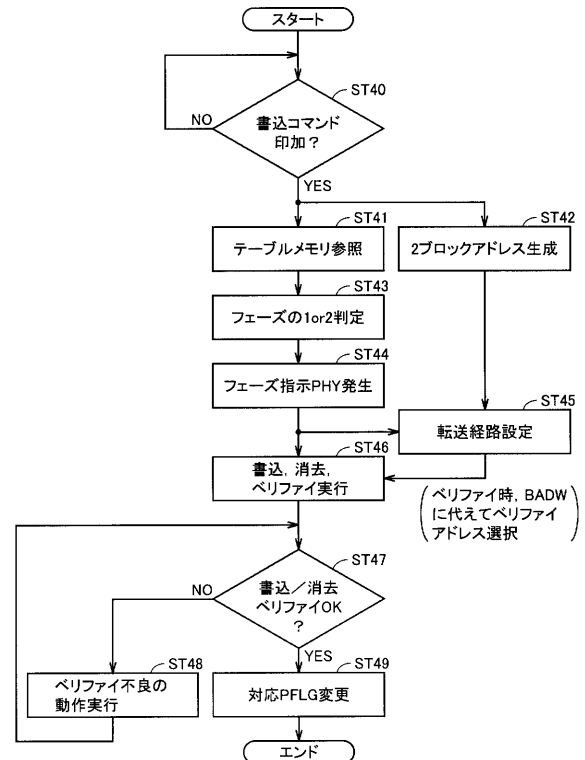 スタート
ST40
書込コマンド
印加?
NO
YES
ST41
テーブルメモリ参照
ST42
2ブロックアドレス生成
ST43
フェーズの1or2判定
ST44
フェーズ指示PHY発生
ST45
転送経路設定
ST46
書込, 消去,
ベリファイ実行
(ベリファイ時, BADW
に代えてベリファイ
アドレス選択)
ST47
書込/消去
ベリファイOK
?
NO
YES
ST48
ベリファイ不良の
動作実行
ST49
対応PFLG変更
エンド